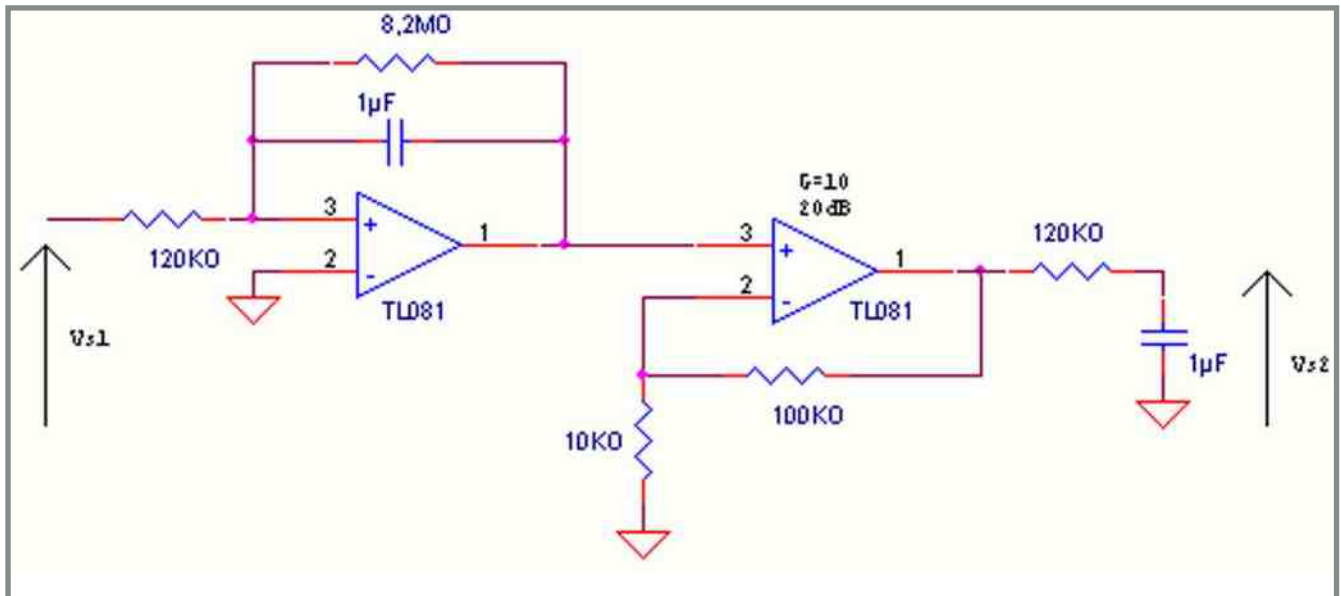 8,2MO
1µF
3
+
1
2
-
120KO
TL081
Vs1
G=10
20dB
3
+
1
2
-
TL081
120KO
1µF
Vs2
100KO
10KO